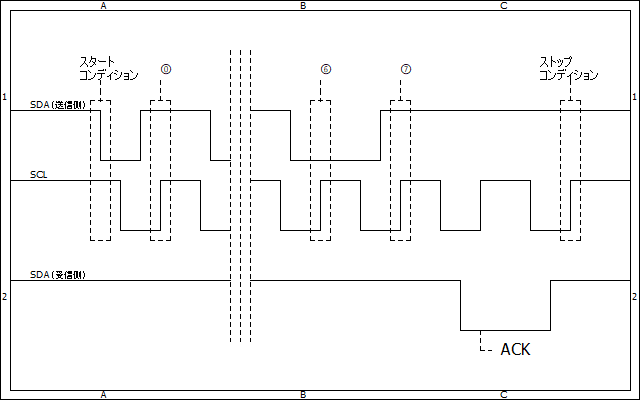 A B C
スタート
コンディション
⓪
⑥
⑦
ストップ
コンディション
1 1
SDA(送信側)
SCL
SDA(受信側)
2 2
ACK
A B C